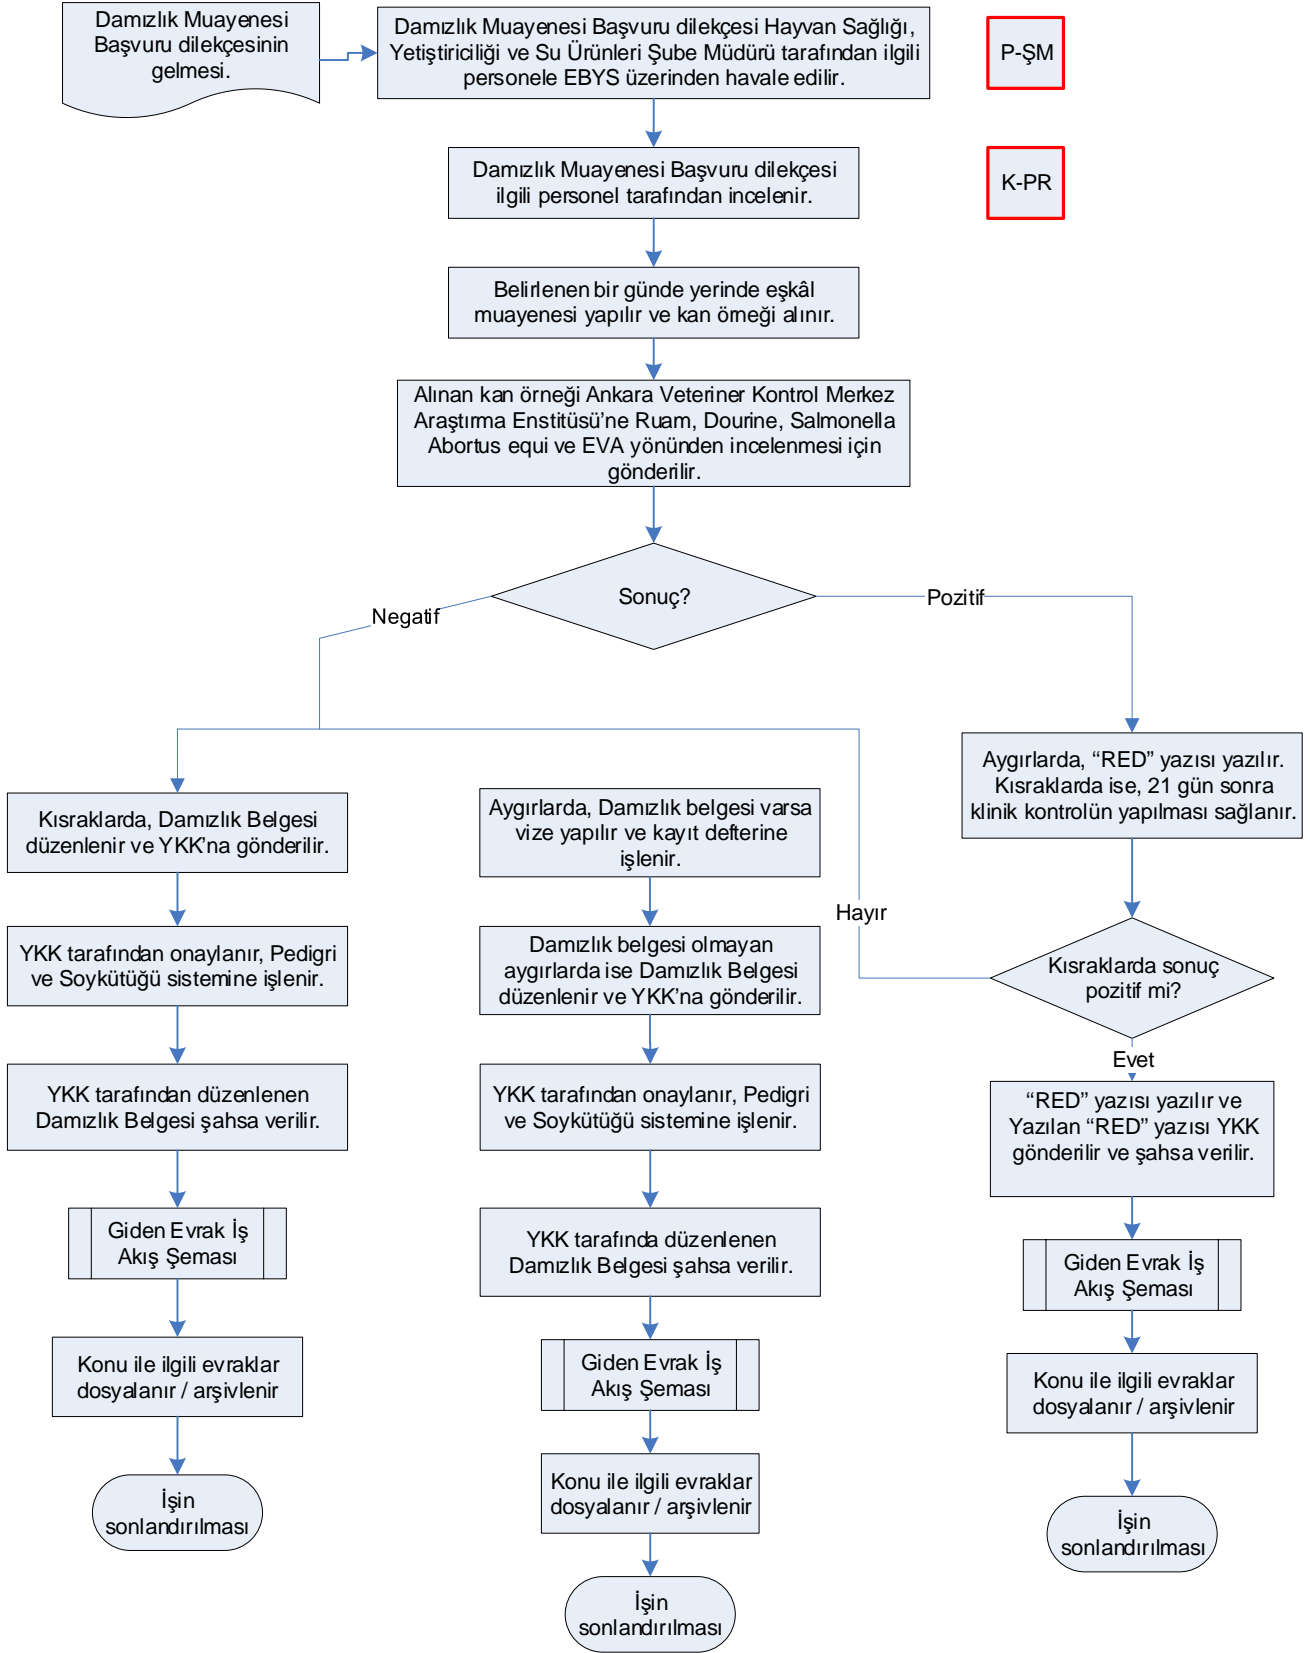 Damızlık Muayenesi
Başvuru dilekçesinin
gelmesi.
Damızlık Muayenesi Başvuru dilekçesi Hayvan Sağlığı,
Yetiştiriciliği ve Su Ürünleri Şube Müdürü tarafından ilgili
personele EBYS üzerinden havale edilir.
P-ŞM
Damızlık Muayenesi Başvuru dilekçesi
ilgili personel tarafından incelenir.
K-PR
Belirlenen bir günde yerinde eşkâl
muayenesi yapılır ve kan örneği alınır.
Alınan kan örneği Ankara Veteriner Kontrol Merkez
Araştırma Enstitüsü’ne Ruam, Dourine, Salmonella
Abortus equi ve EVA yönünden incelenmesi için
gönderilir.
Sonuç?
Negatif
Pozitif
Kısraklarda, Damızlık Belgesi
düzenlenir ve YKK’na gönderilir.
YKK tarafından onaylanır, Pedigri
ve Soykütüğü sistemine işlenir.
YKK tarafından düzenlenen
Damızlık Belgesi şahsa verilir.
Giden Evrak İş
Akış Şeması
Konu ile ilgili evraklar
dosyalanır / arşivlenir
İşin
sonlandırılması
Aygırlarda, Damızlık belgesi varsa
vize yapılır ve kayıt defterine
işlenir.
Damızlık belgesi olmayan
aygırlarda ise Damızlık Belgesi
düzenlenir ve YKK’na gönderilir.
YKK tarafından onaylanır, Pedigri
ve Soykütüğü sistemine işlenir.
YKK tarafında düzenlenen
Damızlık Belgesi şahsa verilir.
Giden Evrak İş
Akış Şeması
Konu ile ilgili evraklar
dosyalanır / arşivlenir
İşin
sonlandırılması
Aygırlarda, “RED” yazısı yazılır.
Kısraklarda ise, 21 gün sonra
klinik kontrolün yapılması sağlanır.
Hayır
Kısraklarda sonuç
pozitif mi?
Evet
“RED” yazısı yazılır ve
Yazılan “RED” yazısı YKK
gönderilir ve şahsa verilir.
Giden Evrak İş
Akış Şeması
Konu ile ilgili evraklar
dosyalanır / arşivlenir
İşin
sonlandırılması